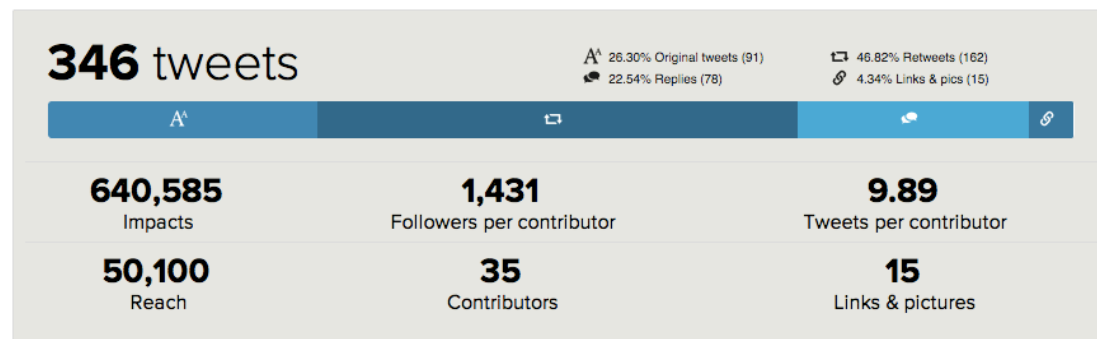 346 tweets
26.30% Original tweets (91)
46.82% Retweets (162)
22.54% Replies (78)
4.34% Links & pics (15)
640,585
1,431
9.89
Impacts
Followers per contributor
Tweets per contributor
50,100
35
15
Reach
Contributors
Links & pictures